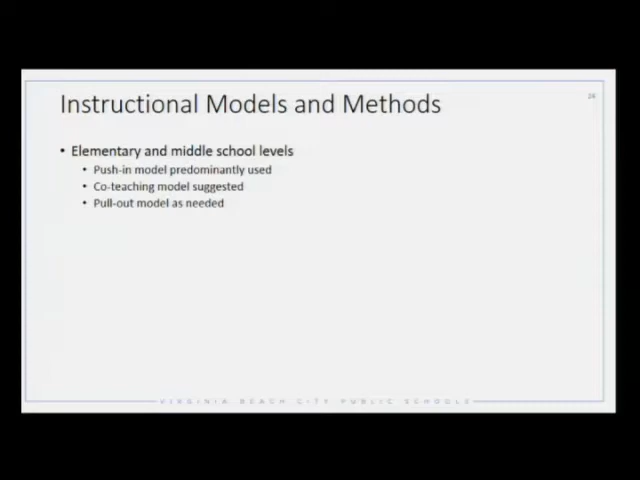 Instructional Models and Methods
• Elementary and middle school levels
• Push-in model predominantly used
• Co-teaching model suggested
• Pull-out model as needed
VIRGINIA BEACH CITY PUBLIC SCHOOLS